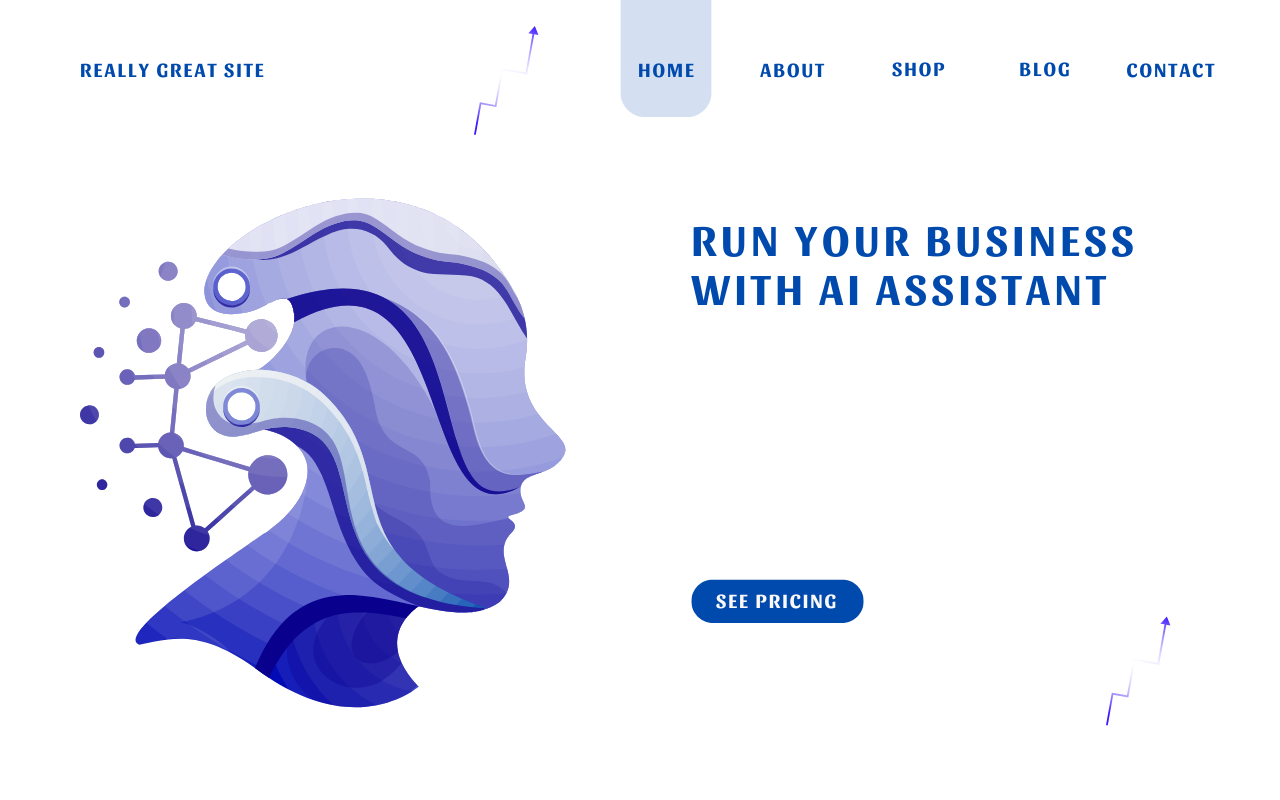 REALLY GREAT SITE
HOME
ABOUT
SHOP
BLOG
CONTACT
RUN YOUR BUSINESS
WITH AI ASSISTANT
SEE PRICING